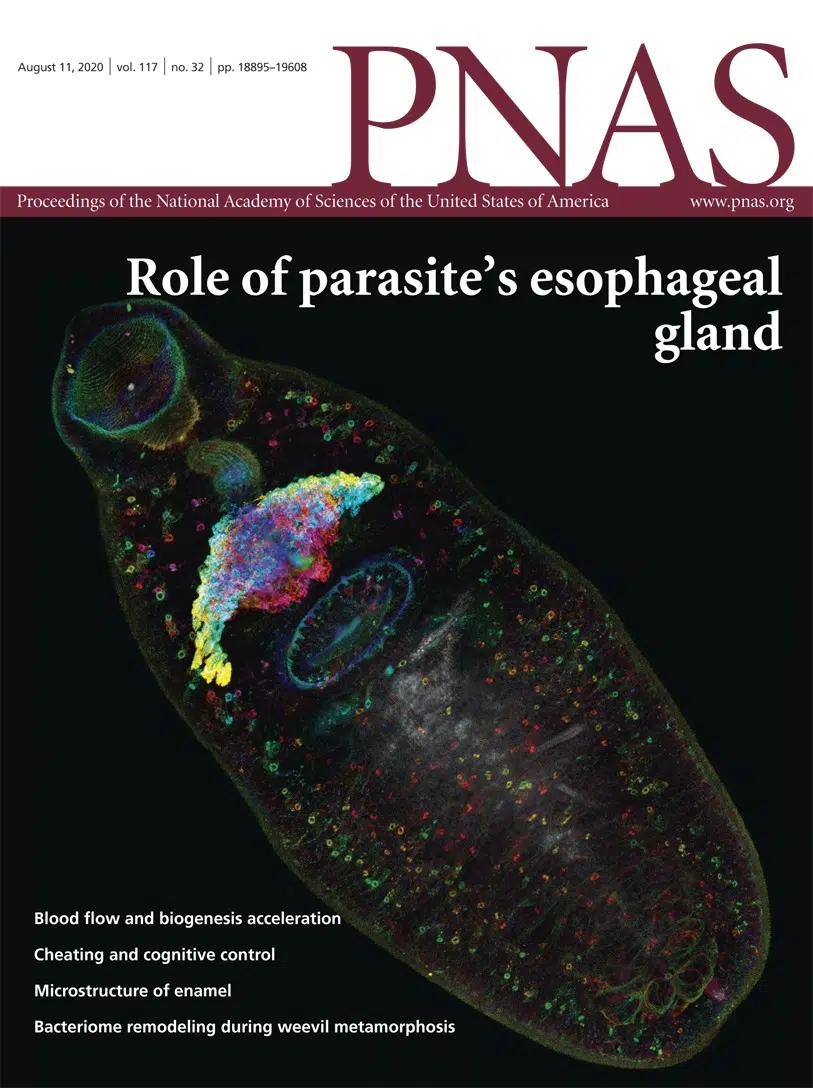 August 11, 2020 | vol. 117 | no. 32 | pp. 18895–19608
PNAS
Proceedings of the National Academy of Sciences of the United States of America www.pnas.org
Role of parasite’s esophageal
gland
Blood flow and biogenesis acceleration
Cheating and cognitive control
Microstructure of enamel
Bacteriome remodeling during weevil metamorphosis